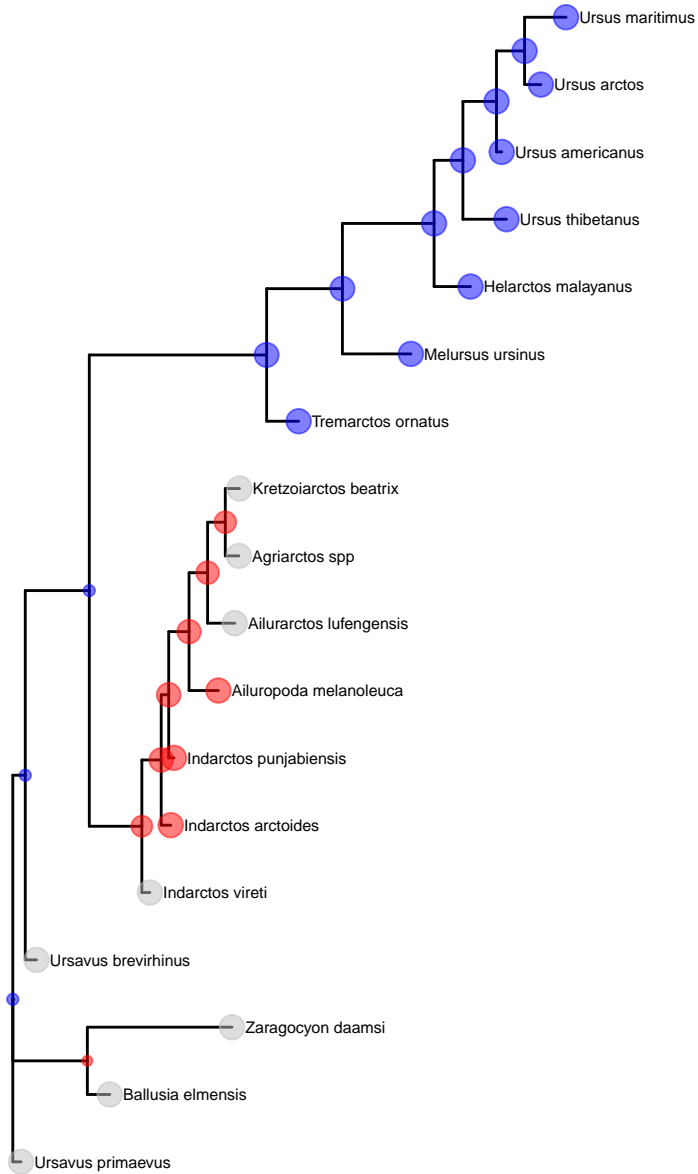 Ursus maritimus
Ursus arctos
Ursus americanus
Ursus thibetanus
Helarctos malayanus
Melursus ursinus
Tremarctos ornatus
Kretzoiarctos beatrix
Agriarctos spp
Ailurarctos lufengensis
Ailuropoda melanoleuca
Indarctos punjabiensis
Indarctos arctoides
Indarctos vireti
Ursavus brevirhinus
Zaragocyon daamsi
Ballusia elmensis
Ursavus primaevus